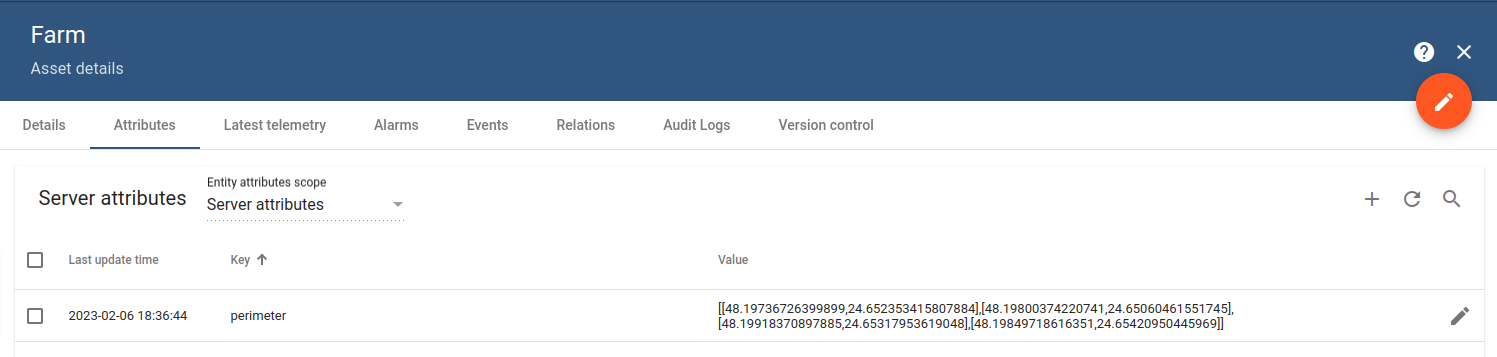 Farm
Asset details
Details Attributes Latest telemetry Alarms Events Relations Audit Logs Version control
Entity attributes scope
Server attributes Server attributes
Last update time Key Value
2023-02-06 18:36:44 perimeter [[48.19736726399899,24.652353415807884],[48.19800374220741,24.65060461551745],
[48.19918370897885,24.65317953619048],[48.19849718616351,24.65420950445969]]